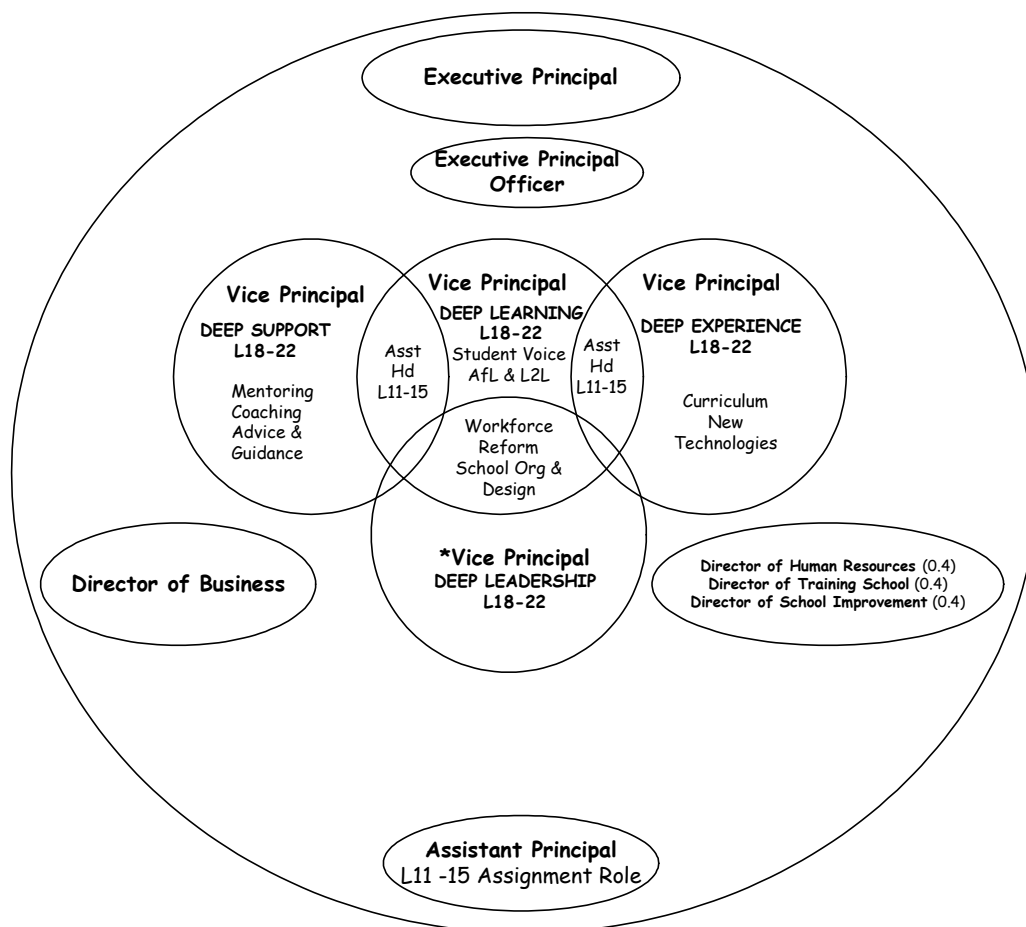 Executive Principal
Executive Principal
Officer
Vice Principal
DEEP SUPPORT
L18-22
Mentoring
Coaching
Advice &
Guidance
Asst
Hd
L11-15
Vice Principal
DEEP LEARNING
L18-22
Student Voice
AfL & L2L
Asst
Hd
L11-15
Vice Principal
DEEP EXPERIENCE
L18-22
Curriculum
New
Technologies
Workforce
Reform
School Org &
Design
*Vice Principal
DEEP LEADERSHIP
L18-22
Director of Business
Director of Human Resources (0.4)
Director of Training School (0.4)
Director of School Improvement (0.4)
Assistant Principal
L11 -15 Assignment Role